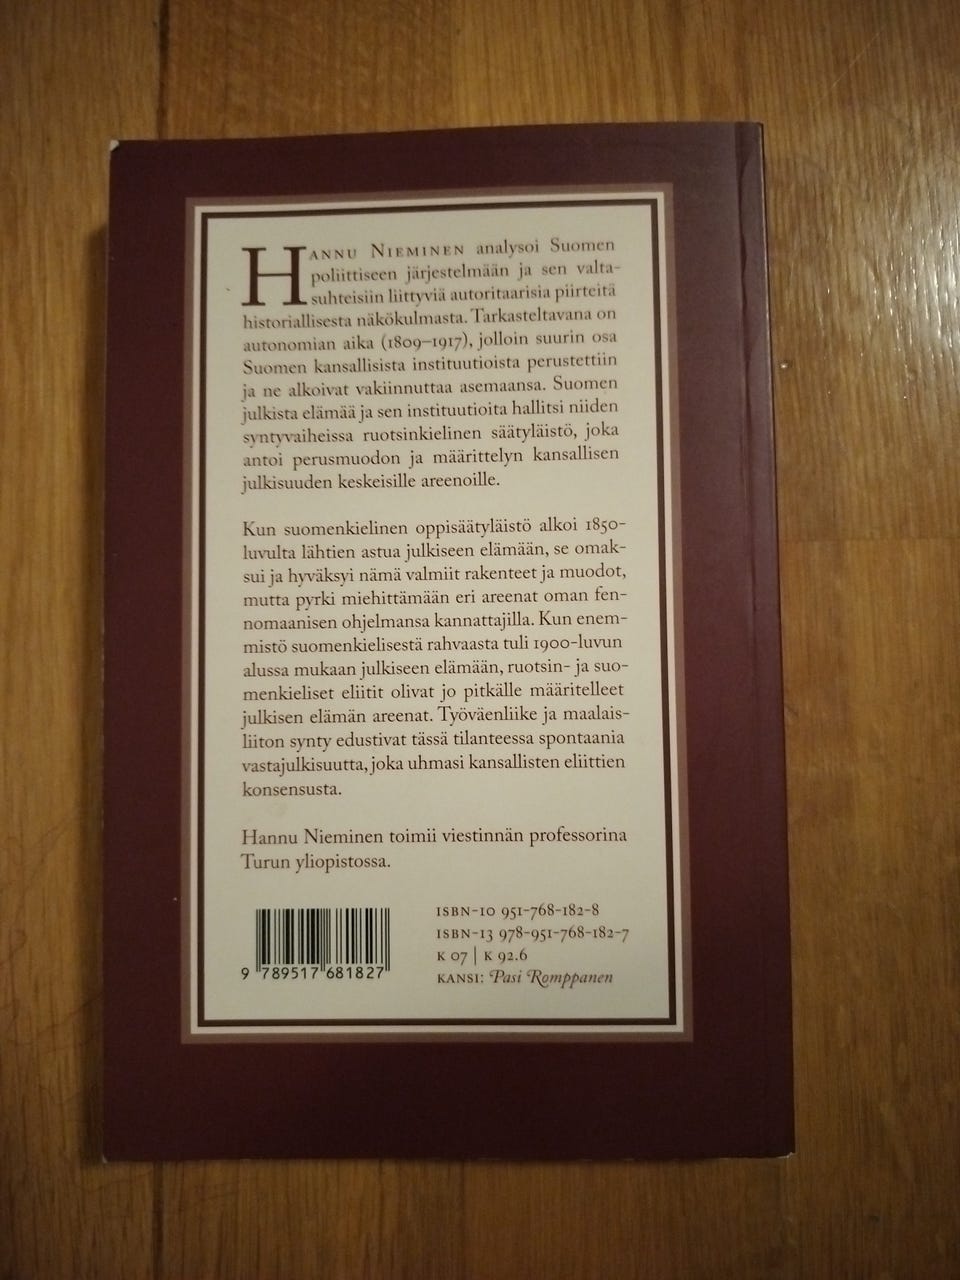 HANNU NIEMINEN analysoi Suomen
poliittiseen järjestelmään ja sen valta-
suhteisiin liittyviä autoritaarisia piirteitä
historiallisesta näkökulmasta. Tarkasteltavana on
autonomian aika (1809–1917), jolloin suurin osa
Suomen kansallisista instituutioista perustettiin
ja ne alkoivat vakiinnuttaa asemaansa. Suomen
julkista elämää ja sen instituutioita hallitsi niiden
syntyvaiheissa ruotsinkielinen säätyläistö, joka
antoi perusmuodon ja määrittelyn kansallisen
julkisuuden keskeisille areenoille.
Kun suomenkielinen oppisäätyläistö alkoi 1850-
luvulta lähtien astua julkiseen elämään, se omak-
sui ja hyväksyi nämä valmiit rakenteet ja muodot,
mutta pyrki miehittämään eri areenat oman fen-
nomaanisen ohjelmansa kannattajilla. Kun enem-
mistö suomenkielisestä rahvaasta tuli 1900-luvun
alussa mukaan julkiseen elämään, ruotsin- ja suo-
menkieliset eliitit olivat jo pitkälle määritelleet
julkisen elämän areenat. Työväenliike ja maalais-
liiton synty edustivat tässä tilanteessa spontaania
vastajulkisuutta, joka uhmasi kansallisten eliittien
konsensusta.
Hannu Nieminen toimii viestinnän professorina
Turun yliopistossa.
ISBN-10 951-768-182-8
ISBN-13 978-951-768-182-7
K 07 | K 92.6
KANSI: Pasi Romppanen
9 789517 681827